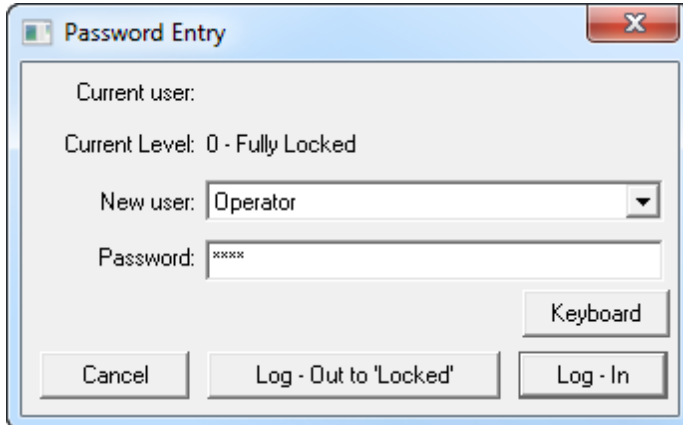 Password Entry
Current user:
Current Level: 0 - Fully Locked
New user: Operator
Password: ****
Keyboard
Cancel Log - Out to 'Locked' Log - In